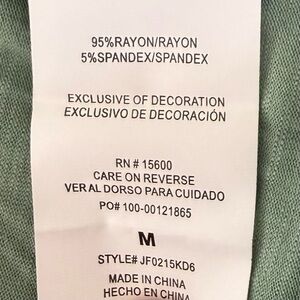 95%RAYON/RAYON
5%SPANDEX/SPANDEX
EXCLUSIVE OF DECORATION
EXCLUSIVO DE DECORACIÓN
RN # 15600
CARE ON REVERSE
VER AL DORSO PARA CUIDADO
PO# 100-00121865
M
STYLE# JF0215KD6
MADE IN CHINA
HECHO EN CHINA